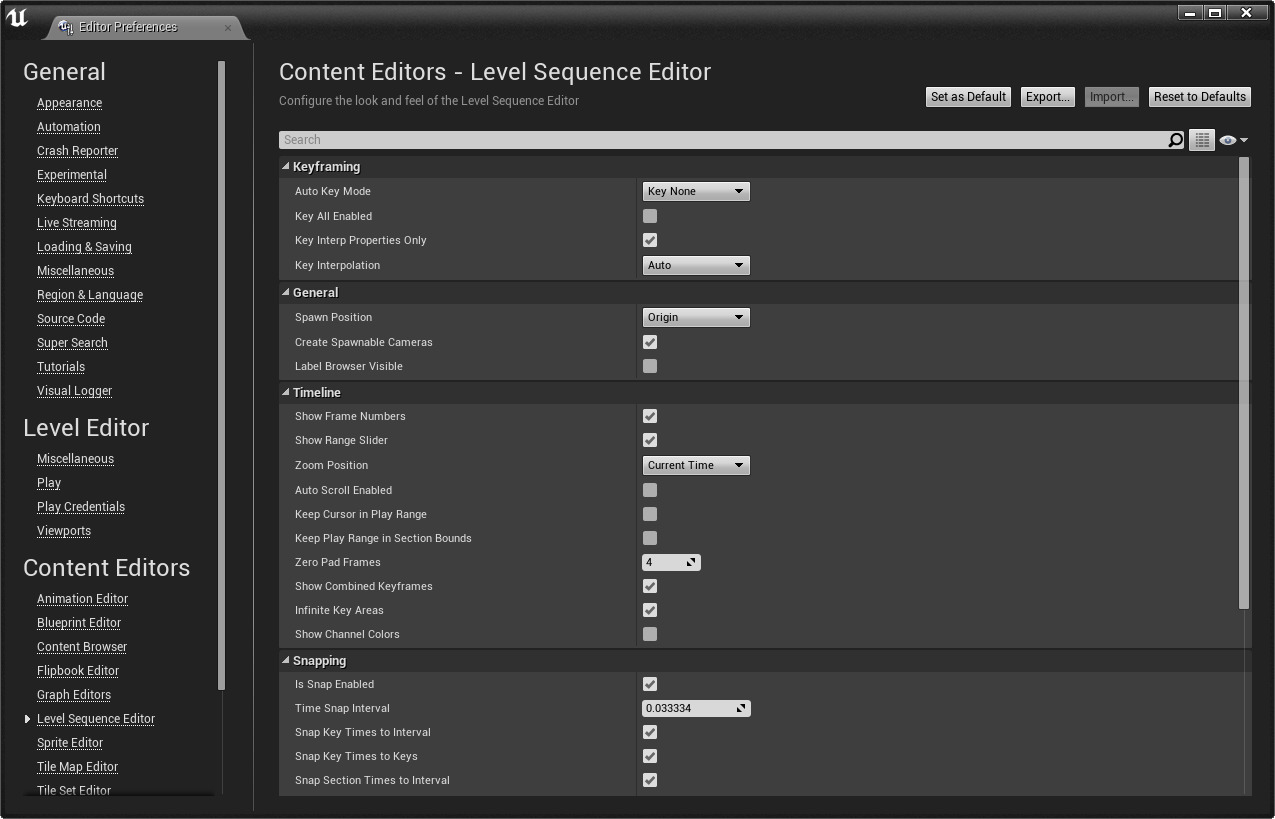 Editor Preferences
General
Appearance
Automation
Crash Reporter
Experimental
Keyboard Shortcuts
Live Streaming
Loading & Saving
Miscellaneous
Region & Language
Source Code
Super Search
Tutorials
Visual Logger
Level Editor
Miscellaneous
Play
Play Credentials
Viewports
Content Editors
Animation Editor
Blueprint Editor
Content Browser
Flipbook Editor
Graph Editors
Level Sequence Editor
Sprite Editor
Tile Map Editor
Tile Set Editor
Content Editors - Level Sequence Editor
Configure the look and feel of the Level Sequence Editor
Set as Default Export... Import... Reset to Defaults
Search
Keyframing
Auto Key Mode Key None
Key All Enabled
Key Interp Properties Only
Key Interpolation Auto
General
Spawn Position Origin
Create Spawnable Cameras
Label Browser Visible
Timeline
Show Frame Numbers
Show Range Slider
Zoom Position Current Time
Auto Scroll Enabled
Keep Cursor in Play Range
Keep Play Range in Section Bounds
Zero Pad Frames 4
Show Combined Keyframes
Infinite Key Areas
Show Channel Colors
Snapping
Is Snap Enabled
Time Snap Interval 0.033334
Snap Key Times to Interval
Snap Key Times to Keys
Snap Section Times to Interval